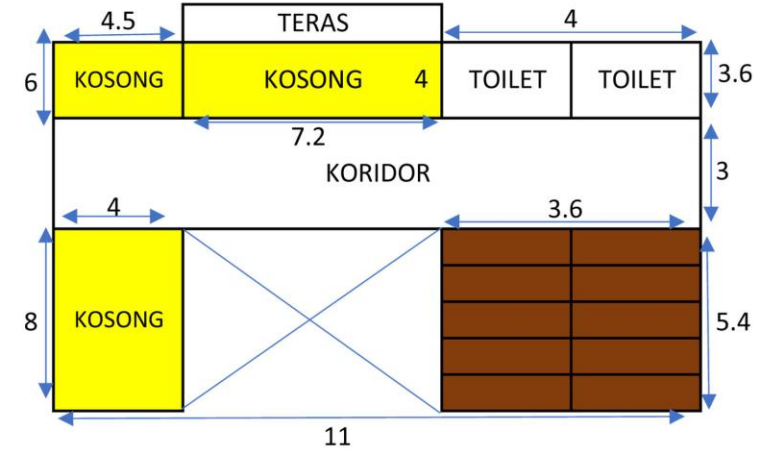 4.5
TERAS
4
6
KOSONG
KOSONG
4
TOILET
TOILET
3.6
7.2
KORIDOR
3
4
3.6
8
KOSONG
5.4
11